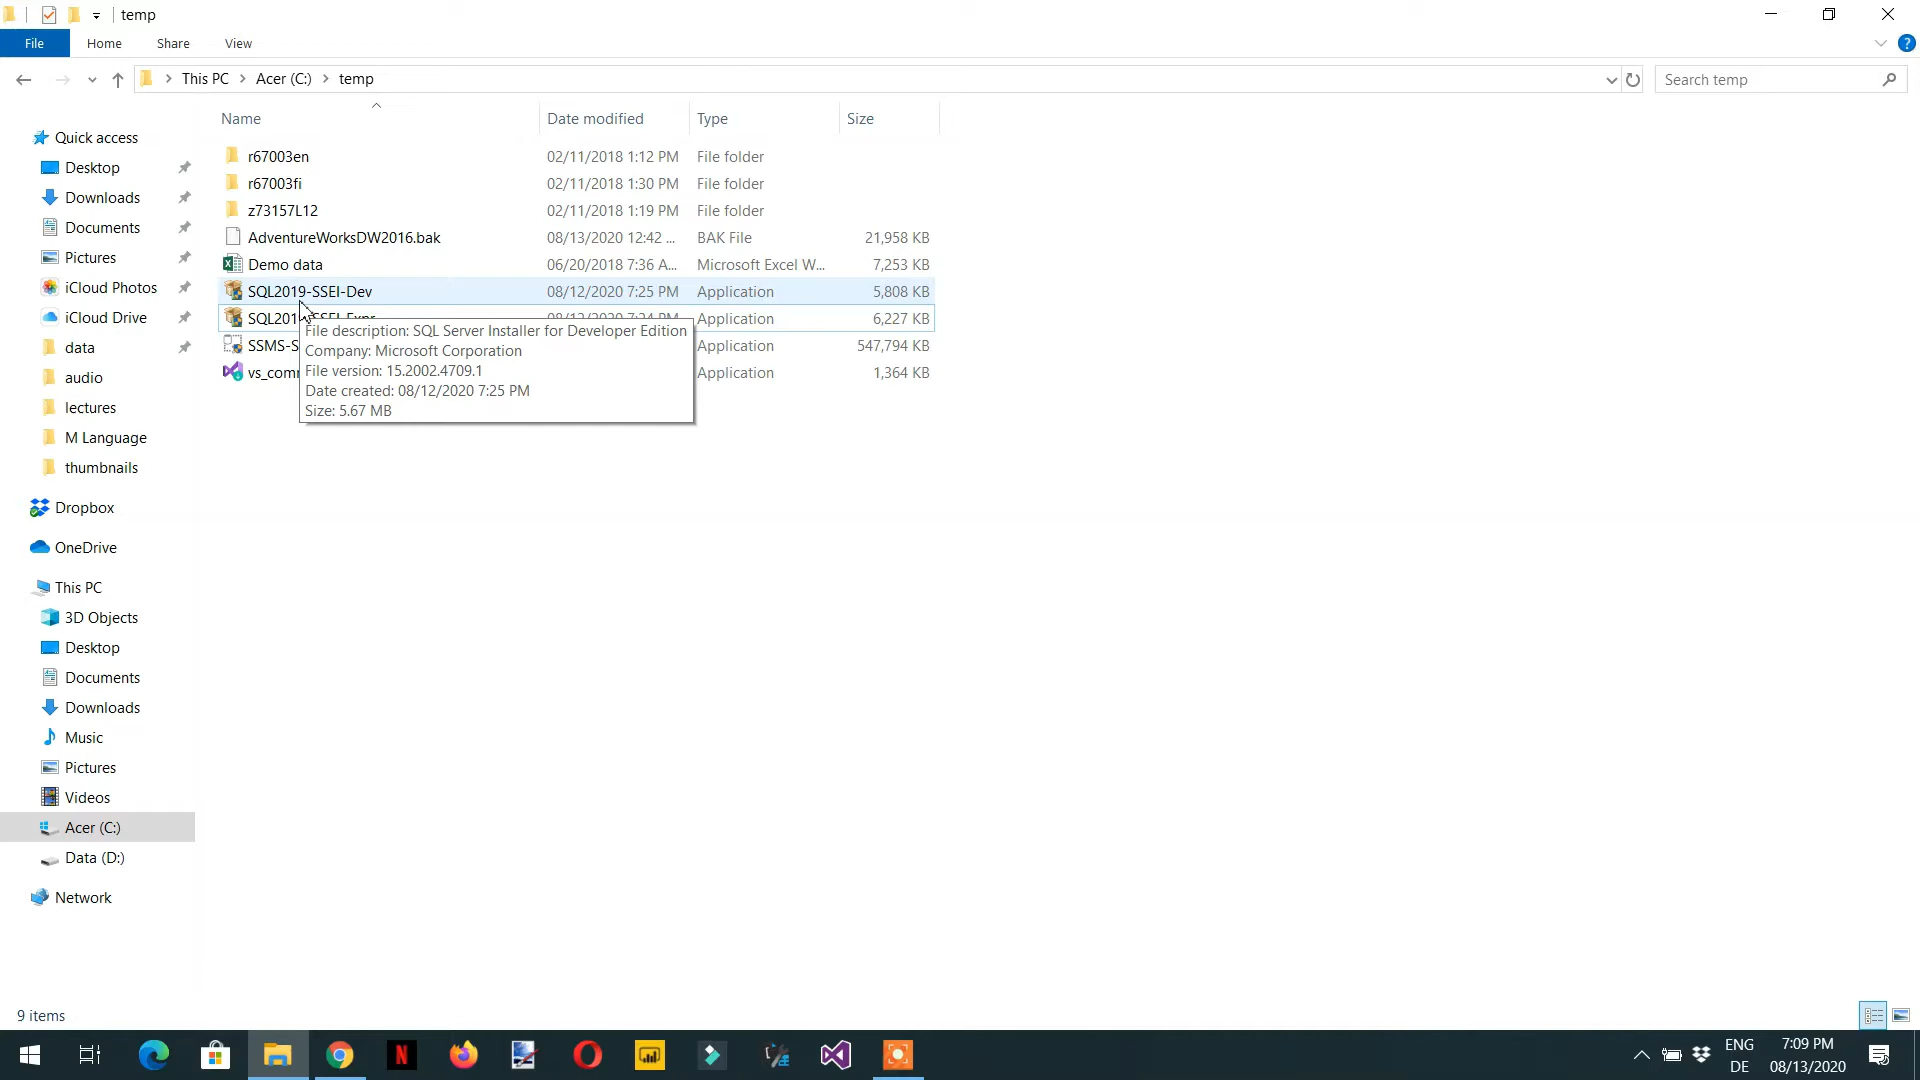 temp
File Home Share View
This PC Acer (C:) temp
Search temp
Name Date modified Type Size
Quick access
Desktop
Downloads
Documents
Pictures
iCloud Photos
iCloud Drive
data
audio
lectures
M Language
thumbnails
Dropbox
OneDrive
This PC
3D Objects
Desktop
Documents
Downloads
Music
Pictures
Videos
Acer (C:)
Data (D:)
Network
r67003en 02/11/2018 1:12 PM File folder
r67003fi 02/11/2018 1:30 PM File folder
z73157L12 02/11/2018 1:19 PM File folder
AdventureWorksDW2016.bak 08/13/2020 12:42 ... BAK File 21,958 KB
Demo data 06/20/2018 7:36 A... Microsoft Excel W... 7,253 KB
SQL2019-SSEI-Dev 08/12/2020 7:25 PM Application 5,808 KB
Application 6,227 KB
SSMS-S Application 547,794 KB
vs_com Application 1,364 KB
File description: SQL Server Installer for Developer Edition
Company: Microsoft Corporation
File version: 15.2002.4709.1
Date created: 08/12/2020 7:25 PM
Size: 5.67 MB
9 items
ENG
DE
7:09 PM
08/13/2020